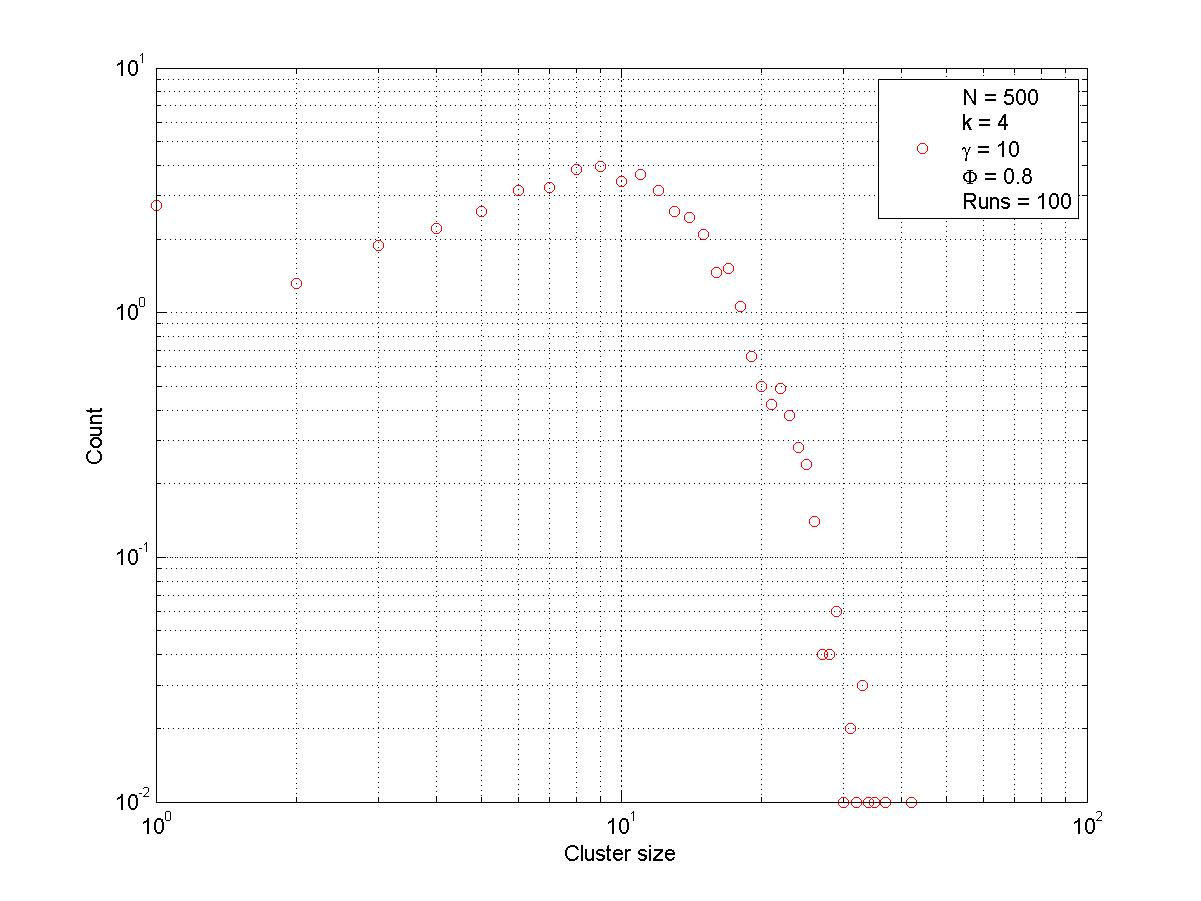 10^1
10^0
10^-1
10^-2
Count
10^0 10^1 10^2
Cluster size
N = 500
k = 4
γ = 10
Φ = 0.8
Runs = 100